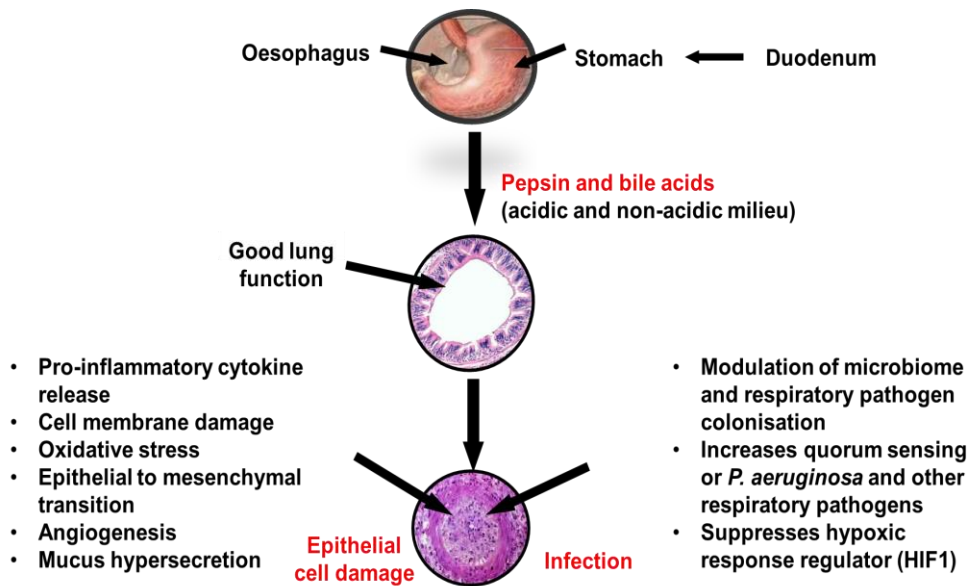 Oesophagus
Stomach
Duodenum
Pepsin and bile acids
(acidic and non-acidic milieu)
Good lung
function
• Pro-inflammatory cytokine
release
• Cell membrane damage
• Oxidative stress
• Epithelial to mesenchymal
transition
• Angiogenesis
• Mucus hypersecretion
• Modulation of microbiome
and respiratory pathogen
colonisation
• Increases quorum sensing
or P. aeruginosa and other
respiratory pathogens
• Suppresses hypoxic
response regulator (HIF1)
Epithelial
cell damage
Infection